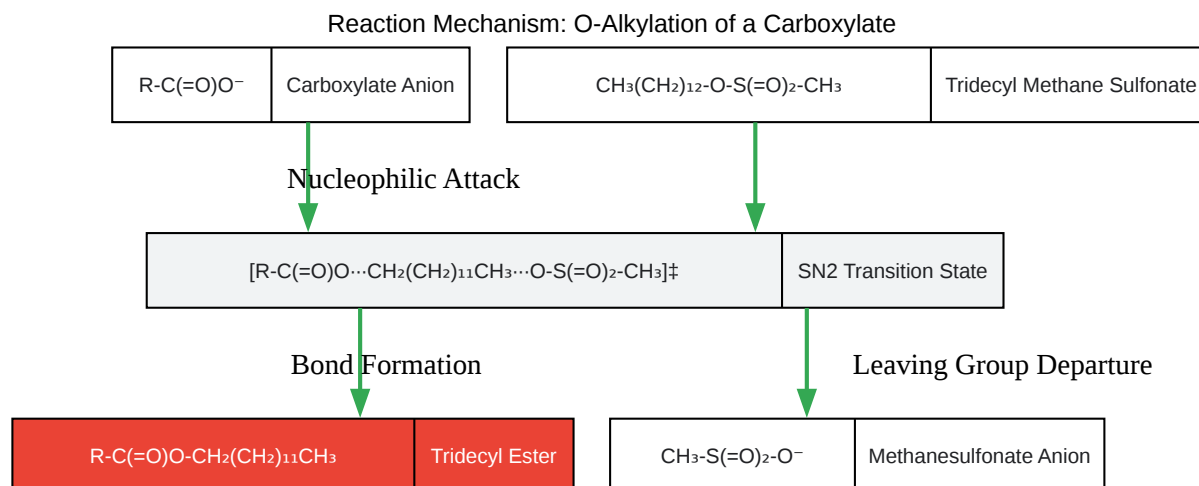 Reaction Mechanism: O-Alkylation of a Carboxylate
R-C(=O)O⁻ Carboxylate Anion
CH₃(CH₂)₁₂-O-S(=O)₂-CH₃ Tridecyl Methane Sulfonate
Nucleophilic Attack
[R-C(=O)O···CH₂(CH₂)₁₁CH₃···O-S(=O)₂-CH₃]‡ SN2 Transition State
Bond Formation
Leaving Group Departure
R-C(=O)O-CH₂(CH₂)₁₁CH₃ Tridecyl Ester
CH₃-S(=O)₂-O⁻ Methanesulfonate Anion